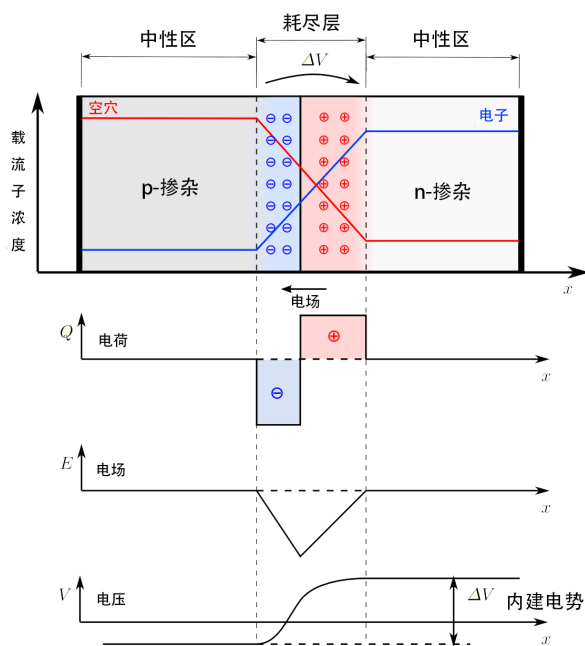 中性区
耗尽层
中性区
ΔV
空穴
电子
载流子浓度
p-掺杂
n-掺杂
x
电场
Q
电荷
x
E
电场
x
V
电压
ΔV
内建电势
x